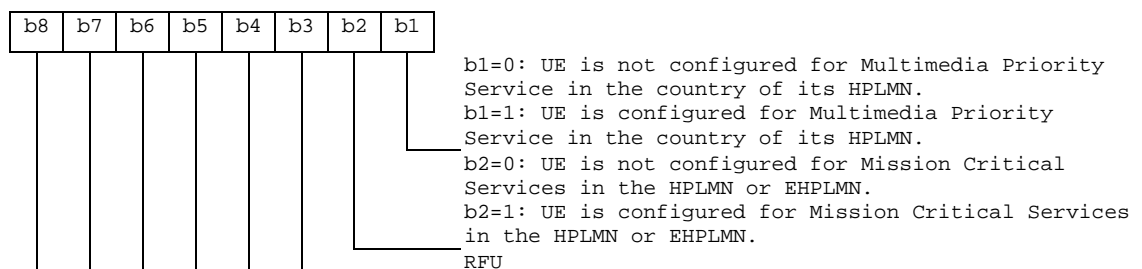 b8 b7 b6 b5 b4 b3 b2 b1
b1=0: UE is not configured for Multimedia Priority
Service in the country of its HPLMN.
b1=1: UE is configured for Multimedia Priority
Service in the country of its HPLMN.
b2=0: UE is not configured for Mission Critical
Services in the HPLMN or EHPLMN.
b2=1: UE is configured for Mission Critical Services
in the HPLMN or EHPLMN.
RFU